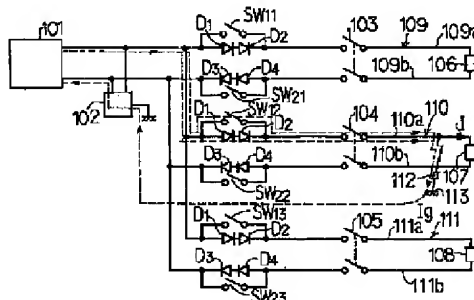 101
102
D1
SW11
D2
103
109
109a
106
D3
D4
109b
SW21
D1
SW12
D2
104
110a
110
I
D3
D4
110b
107
112
113
SW22
Ig
D1
SW13
D2
105
111a
111
D3
D4
108
SW23
111b